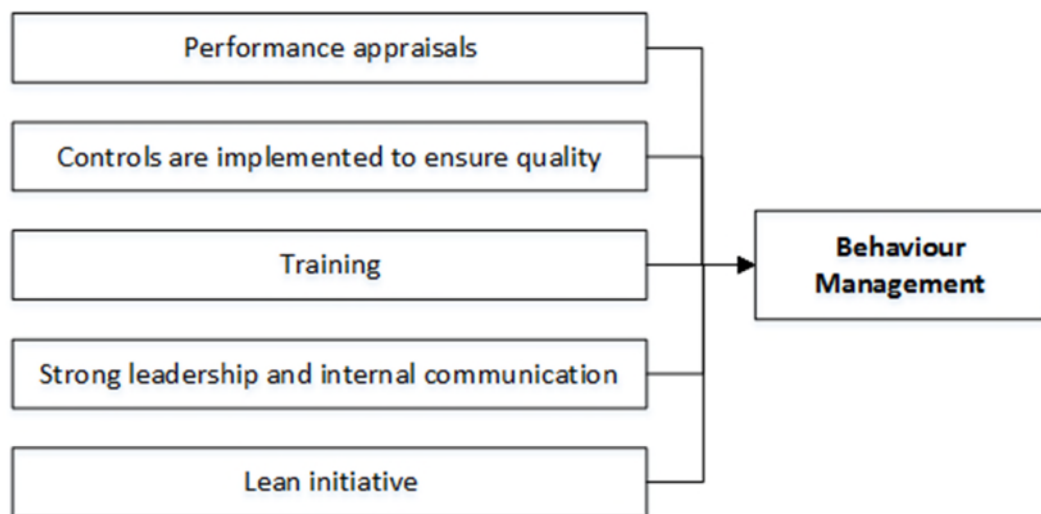 Performance appraisals
Controls are implemented to ensure quality
Training
Strong leadership and internal communication
Lean initiative
Behaviour
Management